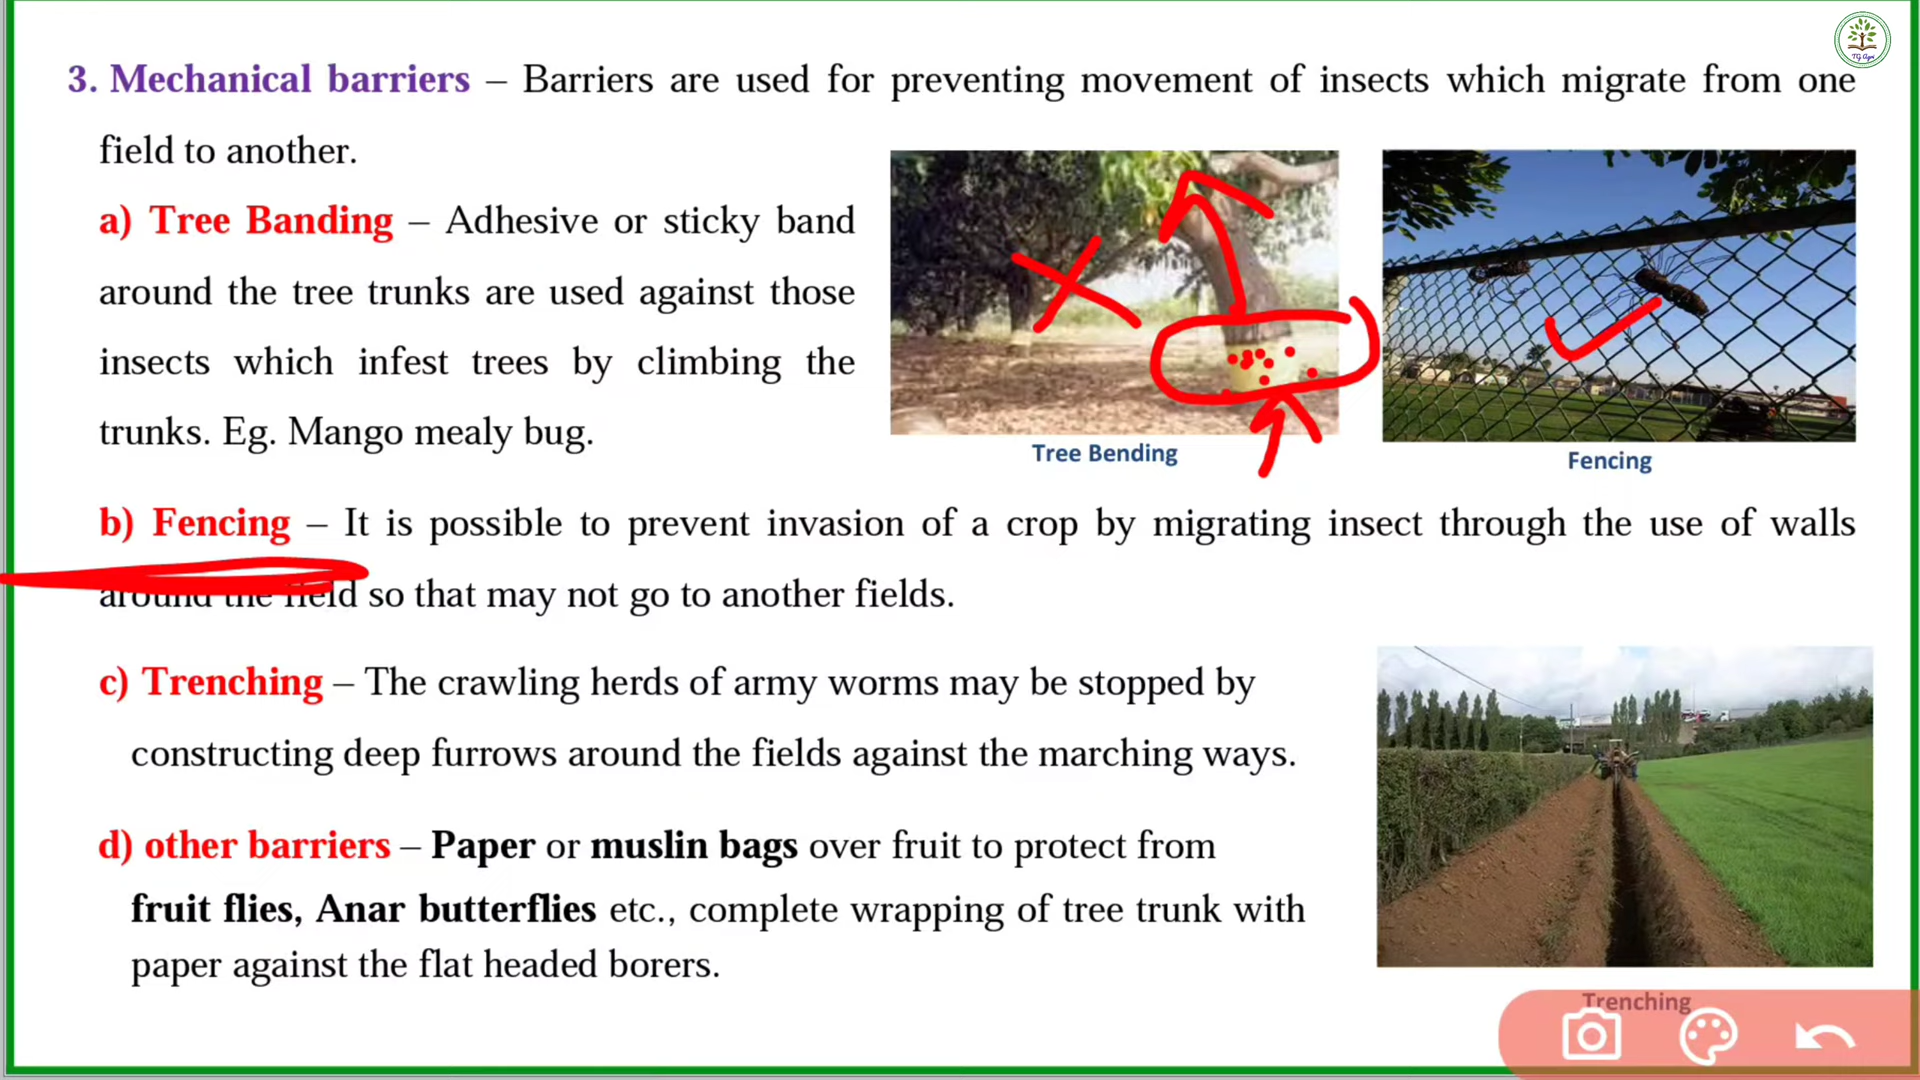 TG Agri
3. Mechanical barriers – Barriers are used for preventing movement of insects which migrate from one
field to another.
a) Tree Banding – Adhesive or sticky band
around the tree trunks are used against those
insects which infest trees by climbing the
trunks. Eg. Mango mealy bug.
Tree Bending
Fencing
b) Fencing – It is possible to prevent invasion of a crop by migrating insect through the use of walls
around the field so that may not go to another fields.
c) Trenching – The crawling herds of army worms may be stopped by
constructing deep furrows around the fields against the marching ways.
d) other barriers – Paper or muslin bags over fruit to protect from
fruit flies, Anar butterflies etc., complete wrapping of tree trunk with
paper against the flat headed borers.
Trenching